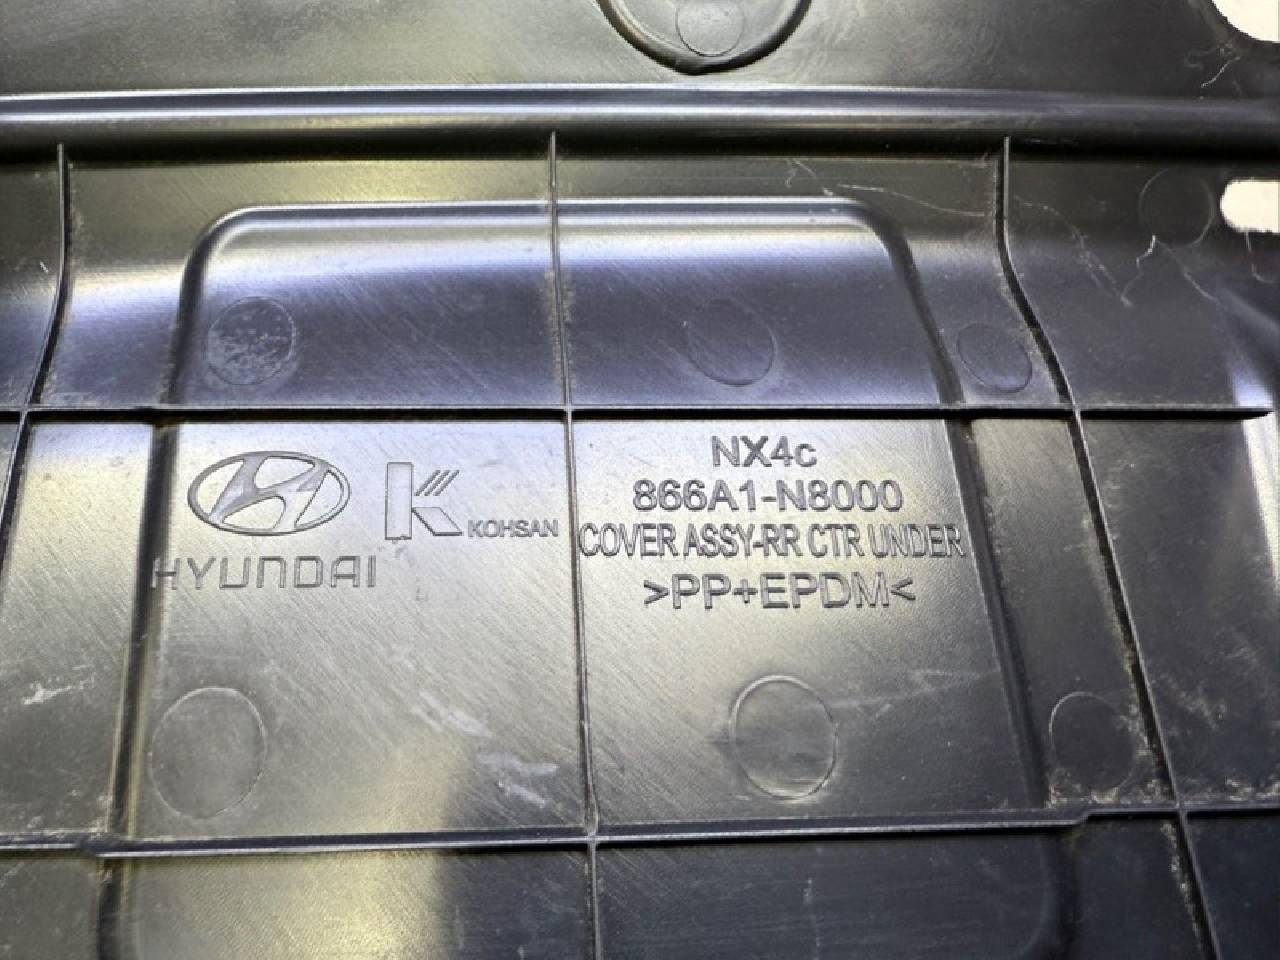 HYUNDAI
K KOHSAN
NX4c
866A1-N8000
COVER ASSY-RR CTR UNDER
>PP+EPDM<